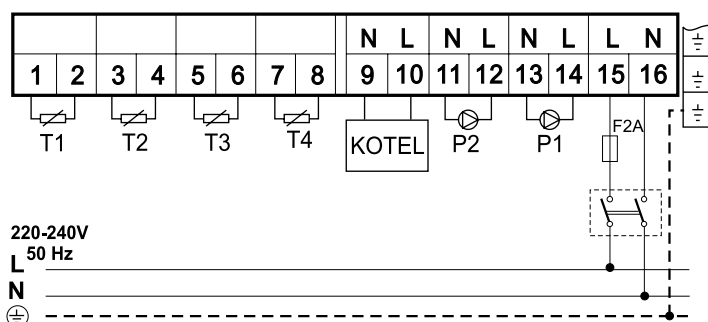 N L N L N L L N
1 2 3 4 5 6 7 8 9 10 11 12 13 14 15 16
T1 T2 T3 T4 KOTEL P2 P1 F2A
220-240V
50 Hz
L
N